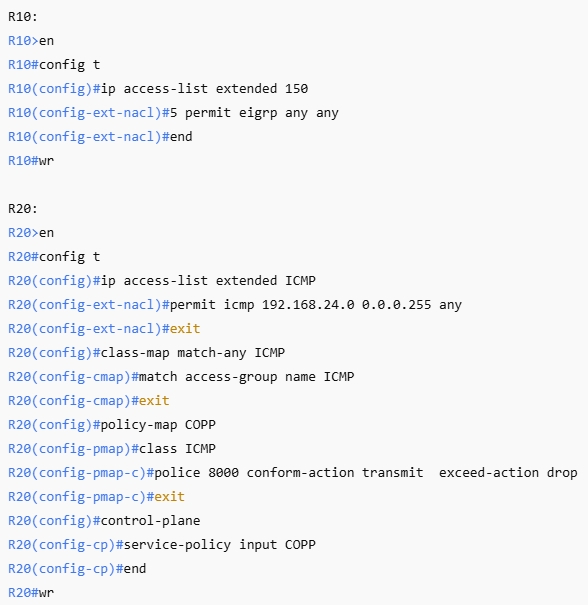 R10:
R10>en
R10#config t
R10(config)#ip access-list extended 150
R10(config-ext-nacl)#5 permit eigrp any any
R10(config-ext-nacl)#end
R10#wr
R20:
R20>en
R20#config t
R20(config)#ip access-list extended ICMP
R20(config-ext-nacl)#permit icmp 192.168.24.0 0.0.0.255 any
R20(config-ext-nacl)#exit
R20(config)#class-map match-any ICMP
R20(config-cmap)#match access-group name ICMP
R20(config-cmap)#exit
R20(config)#policy-map COPP
R20(config-pmap)#class ICMP
R20(config-pmap-c)#police 8000 conform-action transmit  exceed-action drop
R20(config-pmap-c)#exit
R20(config)#control-plane
R20(config-cp)#service-policy input COPP
R20(config-cp)#end
R20#wr